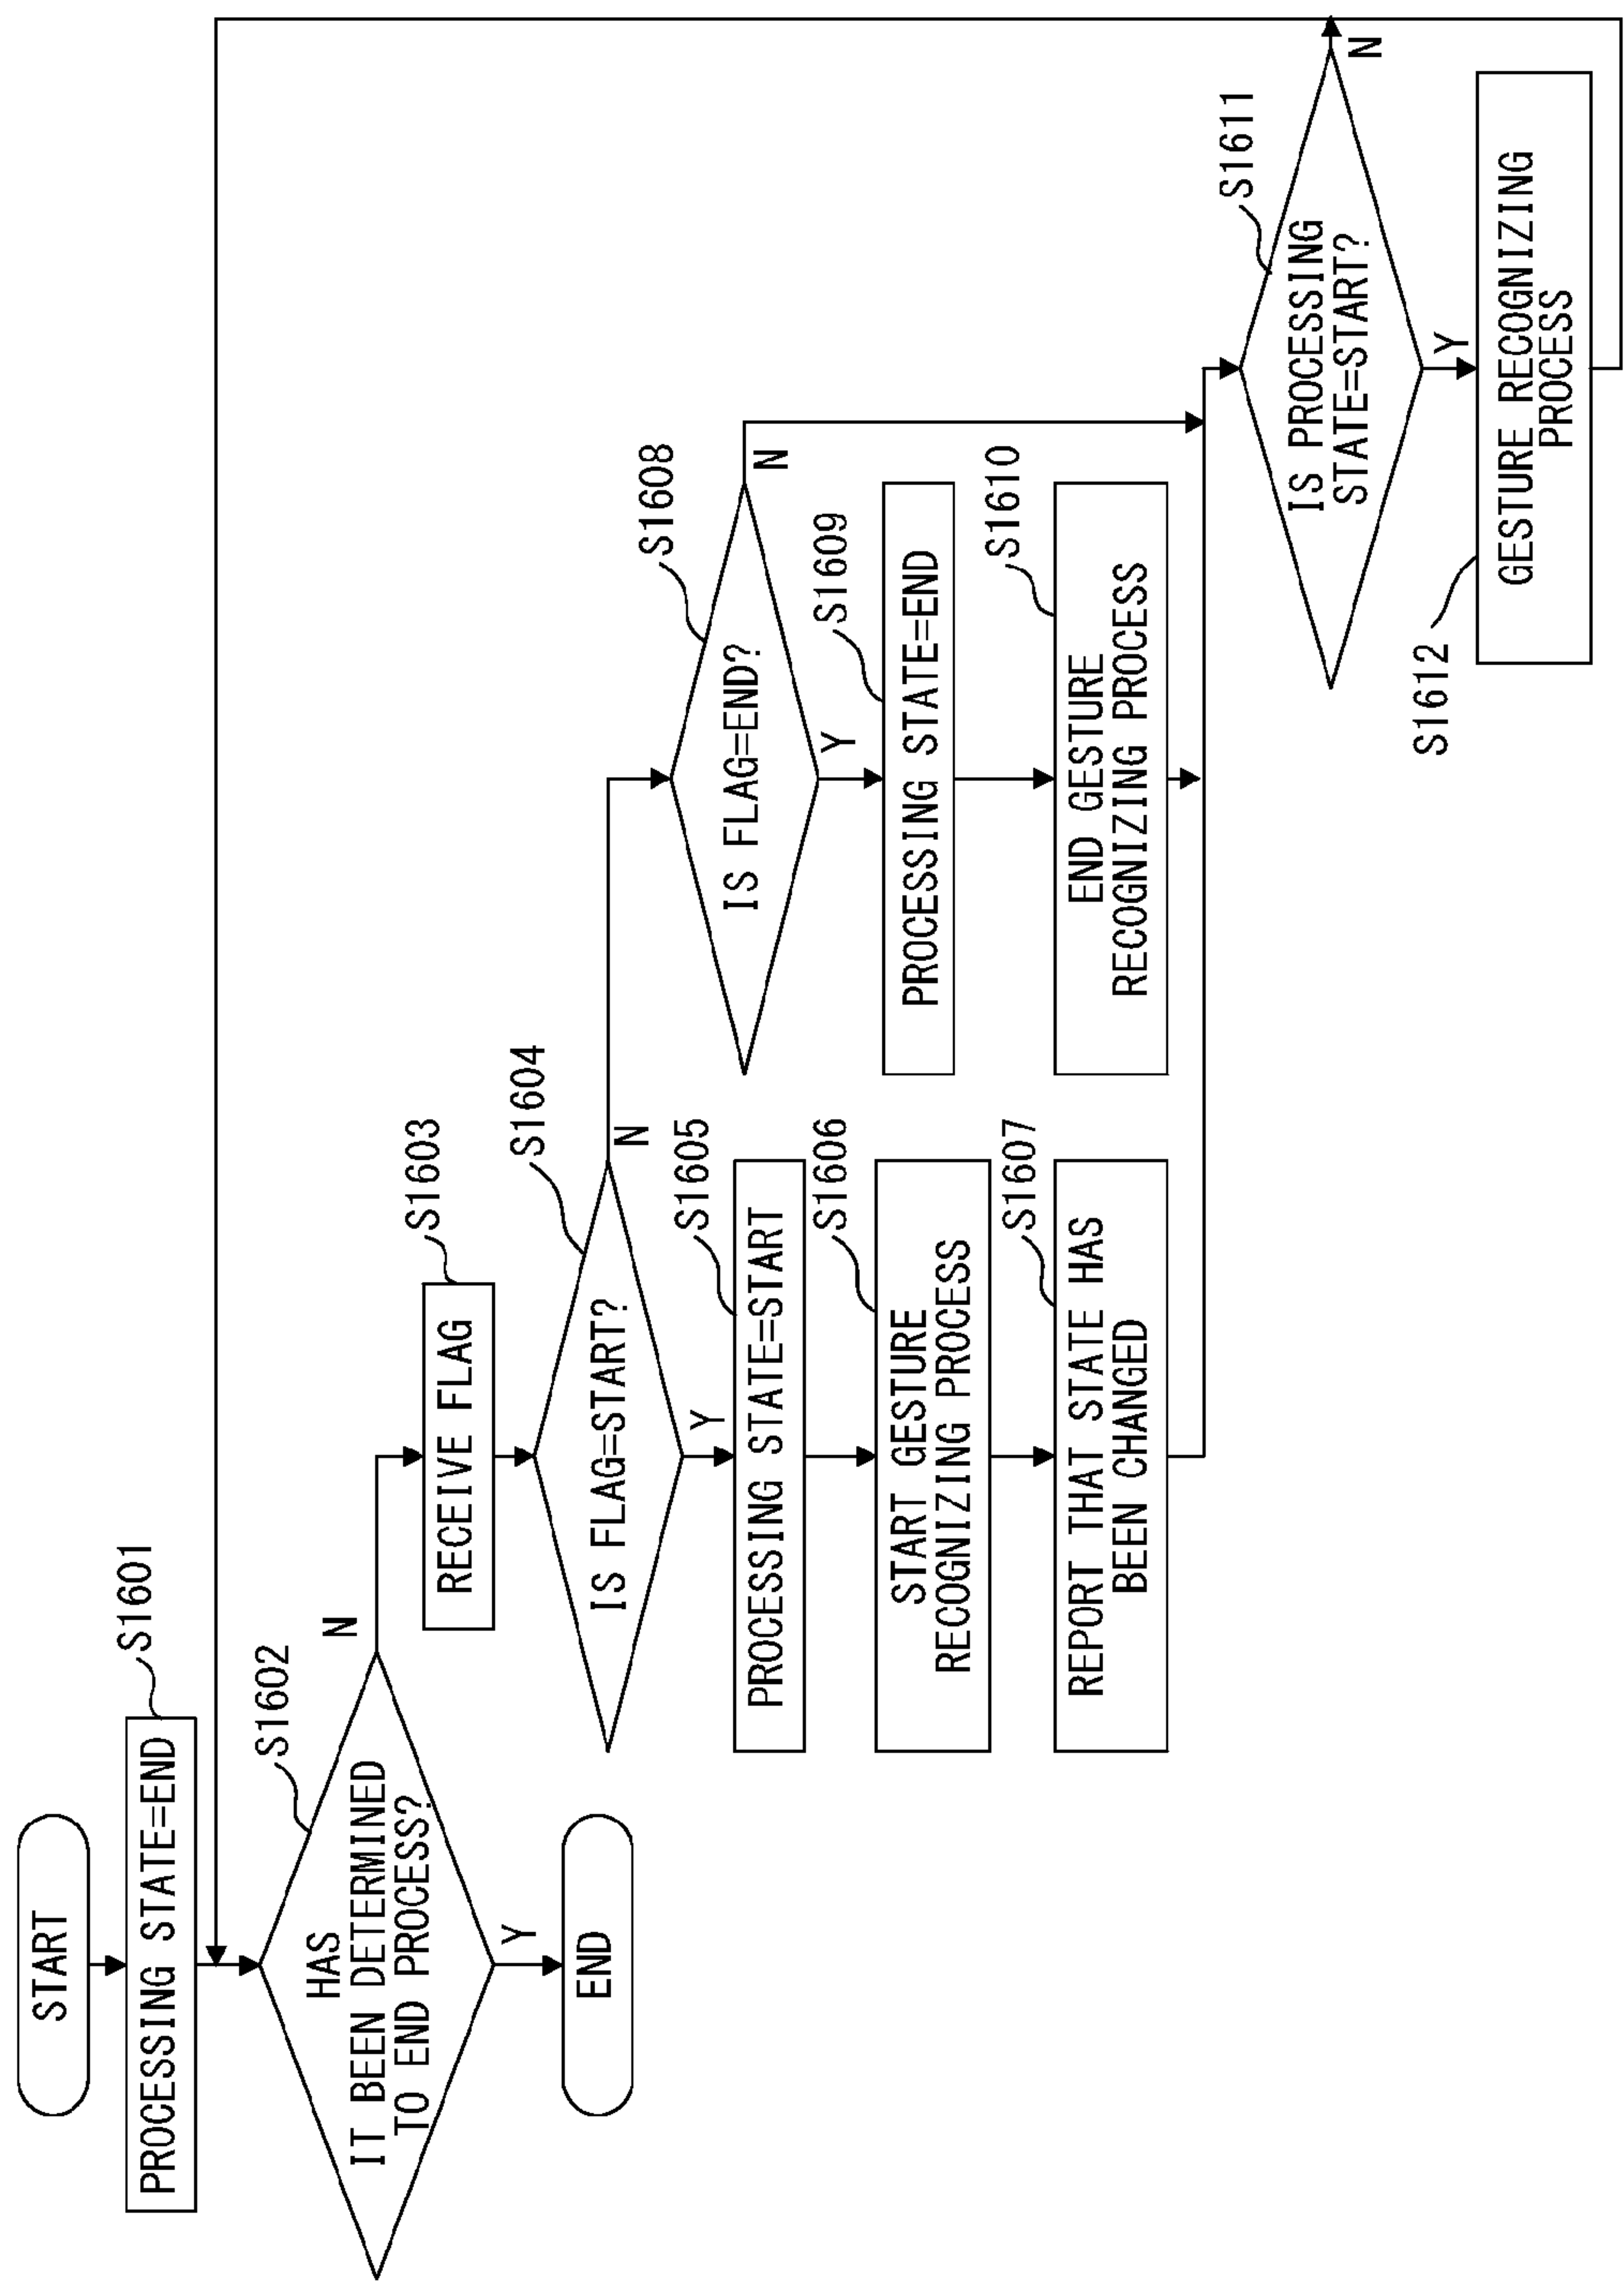 START
S1601
PROCESSING STATE=END
S1602
HAS
IT BEEN DETERMINED
TO END PROCESS?
N
Y
END
S1603
RECEIVE FLAG
S1604
IS FLAG=START?
N
Y
S1605
PROCESSING STATE=START
S1606
START GESTURE
RECOGNIZING PROCESS
S1607
REPORT THAT STATE HAS
BEEN CHANGED
S1608
IS FLAG=END?
N
Y
S1609
PROCESSING STATE=END
S1610
END GESTURE
RECOGNIZING PROCESS
S1611
IS PROCESSING
STATE=START?
N
Y
S1612
GESTURE RECOGNIZING
PROCESS